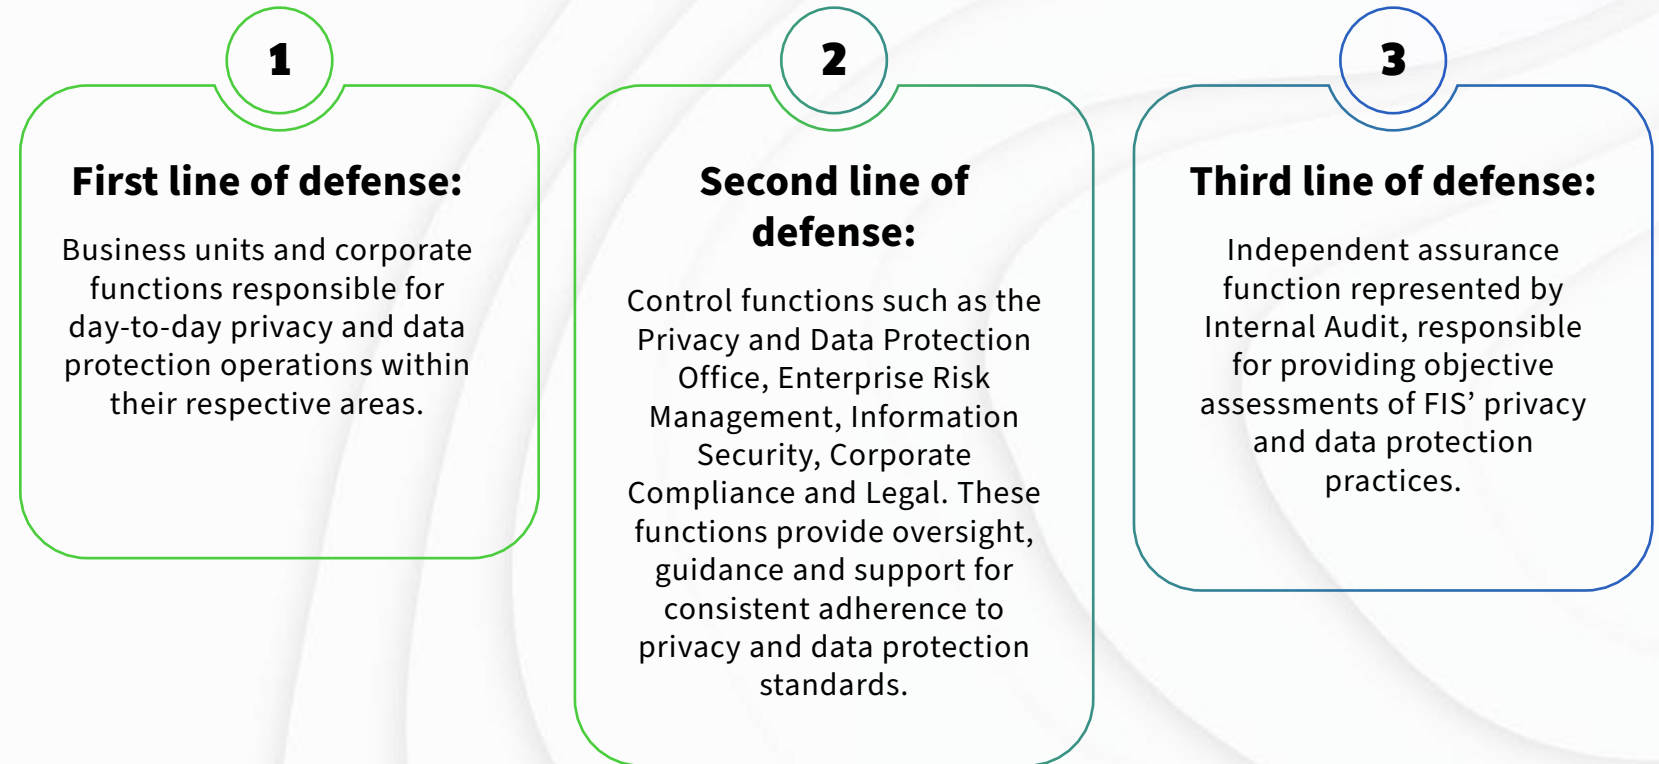 1
First line of defense:
Business units and corporate
functions responsible for
day-to-day privacy and data
protection operations within
their respective areas.
2
Second line of
defense:
Control functions such as the
Privacy and Data Protection
Office, Enterprise Risk
Management, Information
Security, Corporate
Compliance and Legal. These
functions provide oversight,
guidance and support for
consistent adherence to
privacy and data protection
standards.
3
Third line of defense:
Independent assurance
function represented by
Internal Audit, responsible
for providing objective
assessments of FIS’ privacy
and data protection
practices.